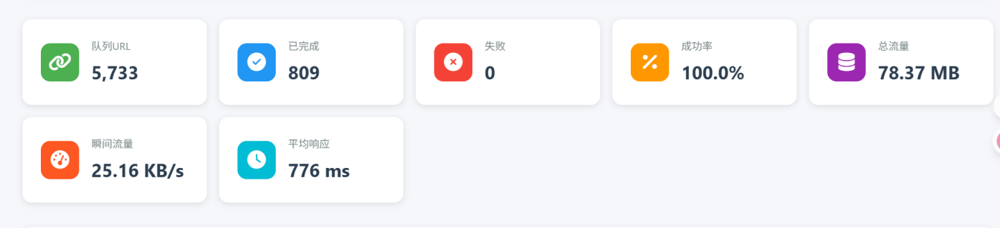 队列URL
5,733
已完成
809
失败
0
成功率
100.0%
总流量
78.37 MB
瞬间流量
25.16 KB/s
平均响应
776 ms